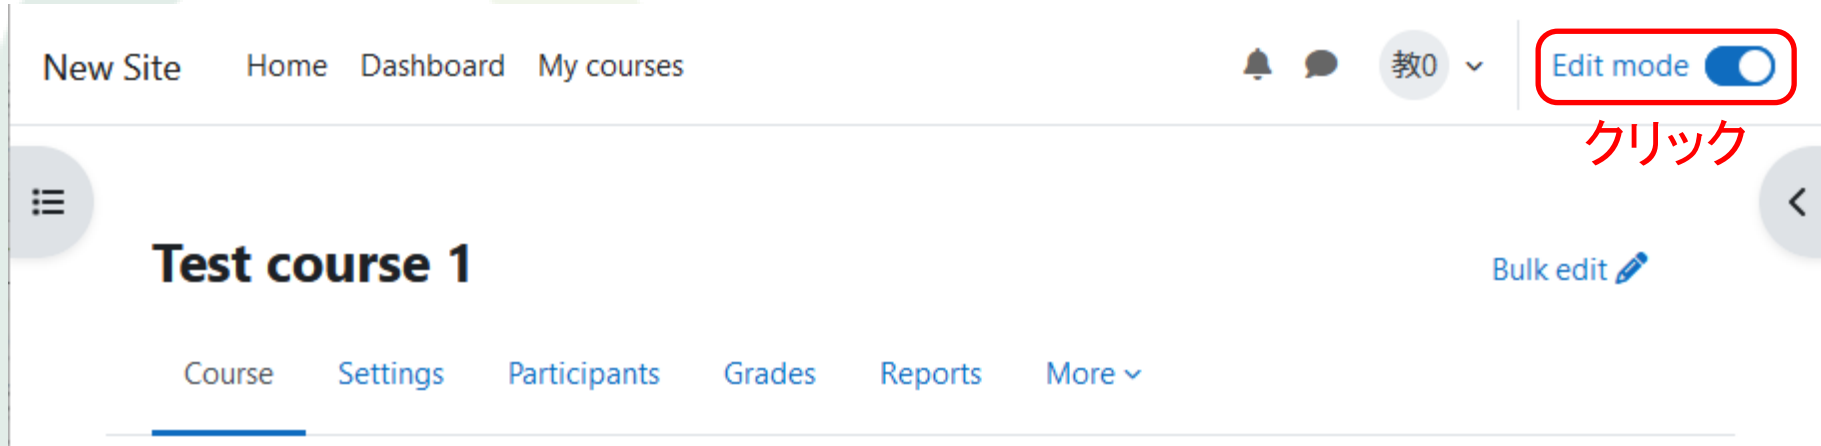 New Site Home Dashboard My courses 教0 Edit mode
クリック
Test course 1
Bulk edit
Course Settings Participants Grades Reports More